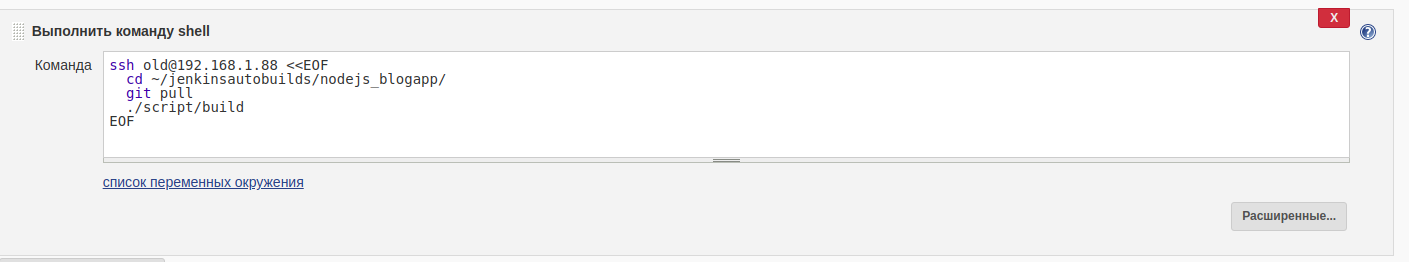 X
Выполнить команду shell
?
Команда
ssh old@192.168.1.88 <<EOF
  cd ~/jenkinsautobuilds/nodejs_blogapp/
  git pull
  ./script/build
EOF
список переменных окружения
Расширенные...